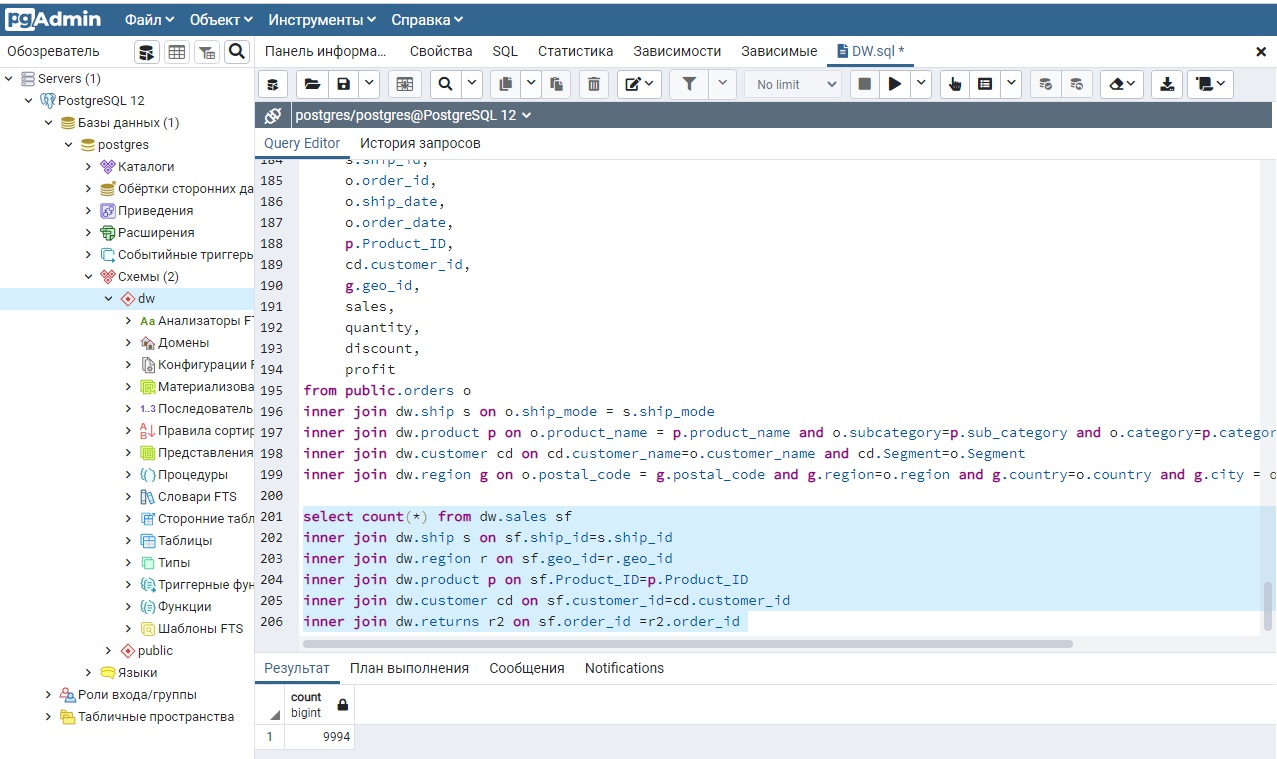 pgAdmin Файл Объект Инструменты Справка
Обозреватель
Панель информа... Свойства SQL Статистика Зависимости Зависимые DW.sql *
No limit
postgres/postgres@PostgreSQL 12
Query Editor История запросов
Servers (1)
PostgreSQL 12
Базы данных (1)
postgres
Каталоги
Обёртки сторонних да
Приведения
Расширения
Событийные триггеры
Схемы (2)
dw
Aa Анализаторы FT
Домены
Конфигурации F
Материализова
1..3 Последователь
Правила сортир
Представления
Процедуры
Словари FTS
Сторонние табл
Таблицы
Типы
Триггерные фун
Функции
Шаблоны FTS
public
Языки
Роли входа/группы
Табличные пространства
184 s.ship_id,
185 o.order_id,
186 o.ship_date,
187 o.order_date,
188 p.Product_ID,
189 cd.customer_id,
190 g.geo_id,
191 sales,
192 quantity,
193 discount,
194 profit
195 from public.orders o
196 inner join dw.ship s on o.ship_mode = s.ship_mode
197 inner join dw.product p on o.product_name = p.product_name and o.subcategory=p.sub_category and o.category=p.categor
198 inner join dw.customer cd on cd.customer_name=o.customer_name and cd.Segment=o.Segment
199 inner join dw.region g on o.postal_code = g.postal_code and g.region=o.region and g.country=o.country and g.city = o
200
201 select count(*) from dw.sales sf
202 inner join dw.ship s on sf.ship_id=s.ship_id
203 inner join dw.region r on sf.geo_id=r.geo_id
204 inner join dw.product p on sf.Product_ID=p.Product_ID
205 inner join dw.customer cd on sf.customer_id=cd.customer_id
206 inner join dw.returns r2 on sf.order_id =r2.order_id
Результат План выполнения Сообщения Notifications
count
bigint
1 9994